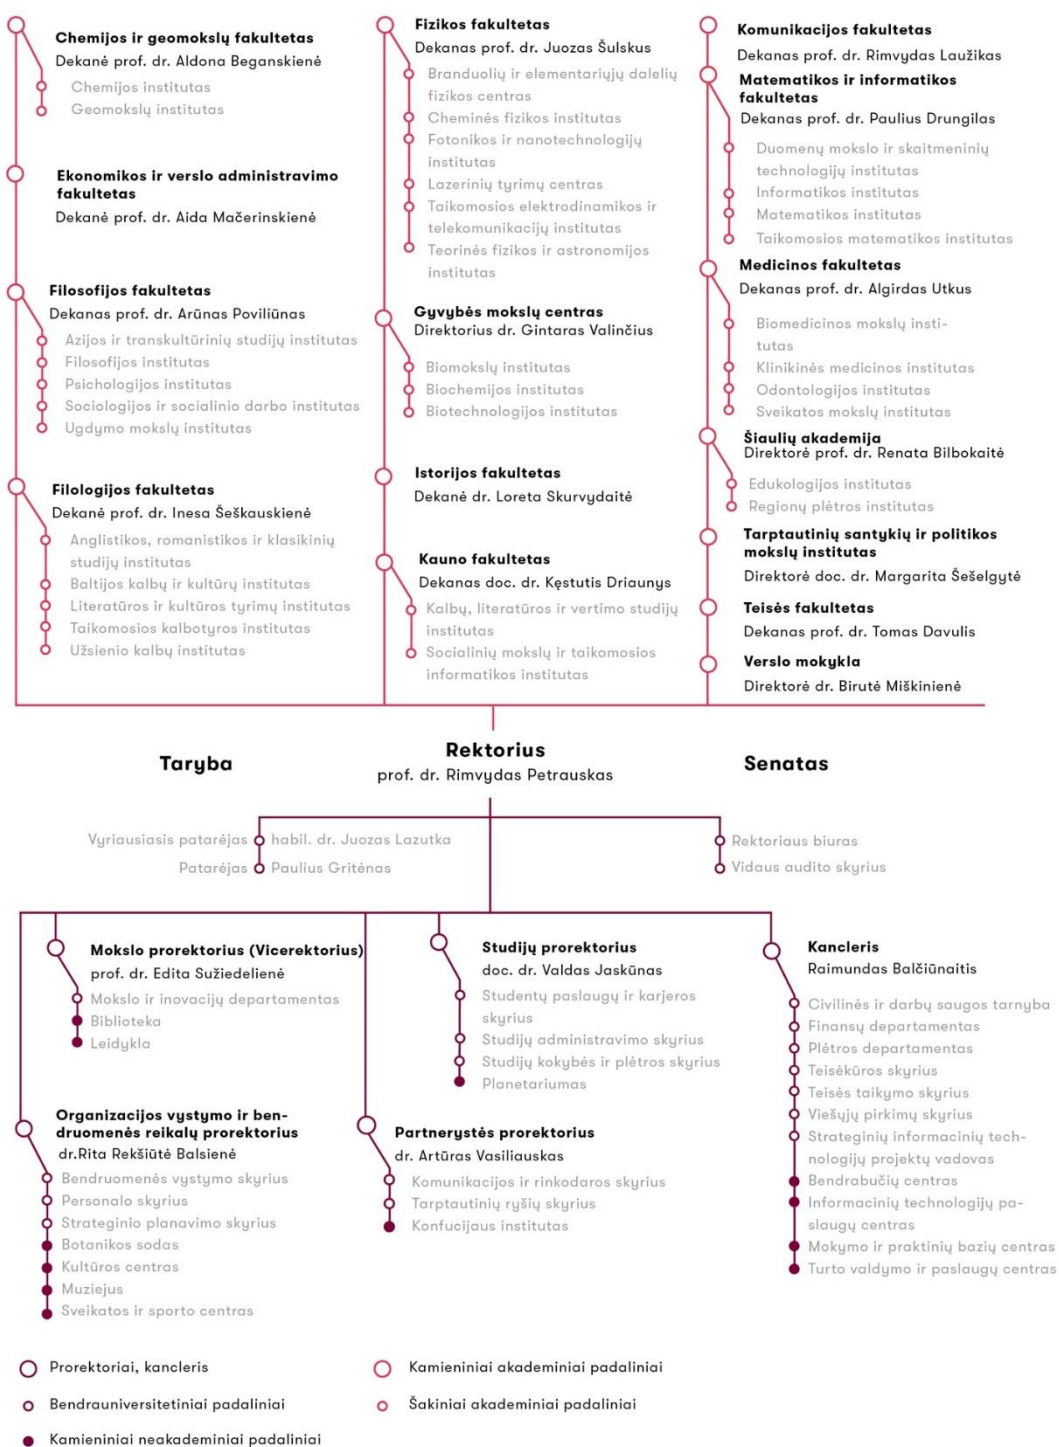 Chemijos ir geomokslų fakultetas
Dekanė prof. dr. Aldona Beganskienė
Chemijos institutas
Geomokslų institutas
Ekonomikos ir verslo administravimo
fakultetas
Dekanė prof. dr. Aida Mačerinskienė
Filosofijos fakultetas
Dekanas prof. dr. Arūnas Poviliūnas
Azijos ir transkultūrinių studijų institutas
Filosofijos institutas
Psichologijos institutas
Sociologijos ir socialinio darbo institutas
Ugdymo mokslų institutas
Filologijos fakultetas
Dekanė prof. dr. Inesa Šeškauskienė
Anglistikos, romanistikos ir klasikinių
studijų institutas
Baltijos kalbų ir kultūrų institutas
Literatūros ir kultūros tyrimų institutas
Taikomosios kalbotyros institutas
Užsienio kalbų institutas
Fizikos fakultetas
Dekanas prof. dr. Juozas Šulskus
Branduolių ir elementariųjų dalelių
fizikos centras
Cheminės fizikos institutas
Fotonikos ir nanotechnologijų
institutas
Lazerinių tyrimų centras
Taikomosios elektrodinamikos ir
telekomunikacijų institutas
Teorinės fizikos ir astronomijos
institutas
Gyvybės mokslų centras
Direktorius dr. Gintaras Valinčius
Biomokslų institutas
Biochemijos institutas
Biotechnologijos institutas
Istorijos fakultetas
Dekanė dr. Loreta Skurvydaitė
Kauno fakultetas
Dekanas doc. dr. Kęstutis Driaunys
Kalbų, literatūros ir vertimo studijų
institutas
Socialinių mokslų ir taikomosios
informatikos institutas
Komunikacijos fakultetas
Dekanas prof. dr. Rimvydas Laužikas
Matematikos ir informatikos
fakultetas
Dekanas prof. dr. Paulius Drungilas
Duomenų mokslo ir skaitmeninių
technologijų institutas
Informatikos institutas
Matematikos institutas
Taikomosios matematikos institutas
Medicinos fakultetas
Dekanas prof. dr. Algirdas Utkus
Biomedicinos mokslų insti-
tutas
Klinikinės medicinos institutas
Odontologijos institutas
Sveikatos mokslų institutas
Šiaulių akademija
Direktorė prof. dr. Renata Bilbokaitė
Edukologijos institutas
Regionų plėtros institutas
Tarptautinių santykių ir politikos
mokslų institutas
Direktorė doc. dr. Margarita Šešelgytė
Teisės fakultetas
Dekanas prof. dr. Tomas Davulis
Verslo mokykla
Direktorė dr. Birutė Miškinienė
Taryba
Rektorius
prof. dr. Rimvydas Petrauskas
Senatas
Vyriausiasis patarėjas habil. dr. Juozas Lazutka
Patarėjas Paulius Gritėnas
Rektoriaus biuras
Vidaus audito skyrius
Mokslo prorektorius (Vicerektorius)
prof. dr. Edita Sužiedelienė
Mokslo ir inovacijų departamentas
Biblioteka
Leidykla
Studijų prorektorius
doc. dr. Valdas Jaskūnas
Studentų paslaugų ir karjeros
skyrius
Studijų administravimo skyrius
Studijų kokybės ir plėtros skyrius
Planetariumas
Kancleris
Raimundas Balčiūnaitis
Civilinės ir darbų saugos tarnyba
Finansų departamentas
Plėtros departamentas
Teisėkūros skyrius
Teisės taikymo skyrius
Viešųjų pirkimų skyrius
Strateginių informacinių tech-
nologijų projektų vadovas
Bendrabučių centras
Informacinių technologijų pa-
slaugų centras
Mokymo ir praktinių bazių centras
Turto valdymo ir paslaugų centras
Organizacijos vystymo ir ben-
druomenės reikalų prorektorius
dr.Rita Rekšiūtė Balsienė
Bendruomenės vystymo skyrius
Personalo skyrius
Strateginio planavimo skyrius
Botanikos sodas
Kultūros centras
Muziejus
Sveikatos ir sporto centras
Partnerystės prorektorius
dr. Artūras Vasiliauskas
Komunikacijos ir rinkodaros skyrius
Tarptautinių ryšių skyrius
Konfucijaus institutas
Prorektoriai, kancleris
Bendrauniversitetiniai padaliniai
Kamieniniai neakademiniai padaliniai
Kamieniniai akademiniai padaliniai
Šakiniai akademiniai padaliniai